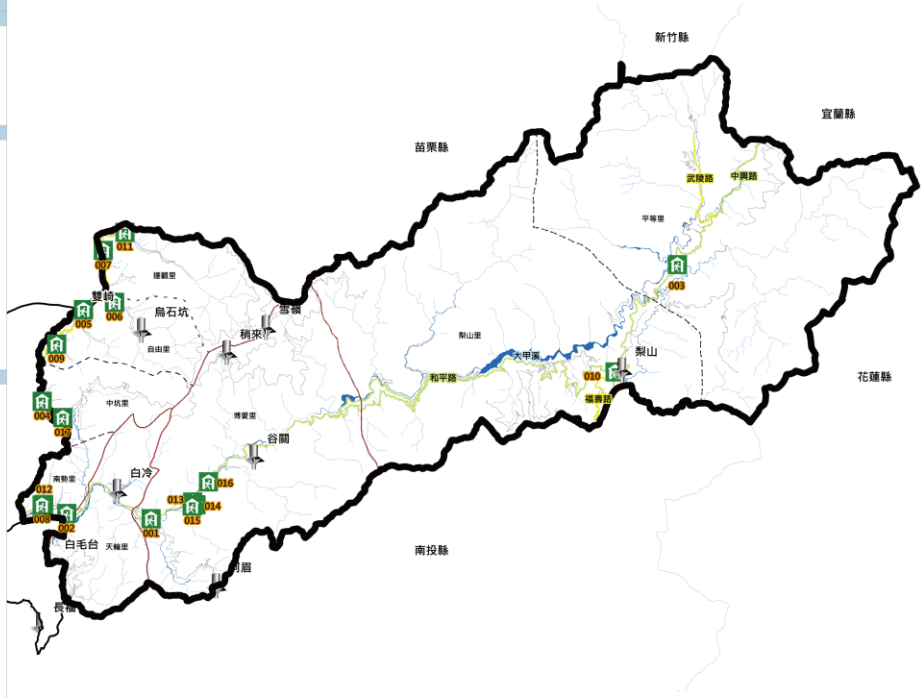 新竹縣
宜蘭縣
苗栗縣
武陵路
中興路
平等里
011
007
達觀里
003
雙崎
006
005
烏石坑
雪嶺
稍來
自由里
009
梨山里
大甲溪
梨山
010
和平路
花蓮縣
福壽路
004
中坑里
017
博愛里
谷關
白冷
南勢里
016
012
013
014
008
002
015
001
白毛台
天輪里
南投縣
眉
長福